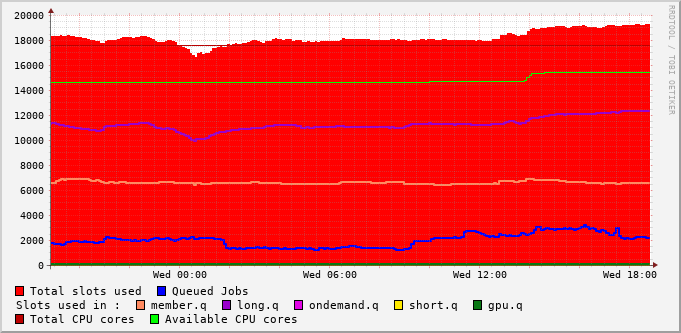 20000
18000
16000
14000
12000
10000
8000
6000
4000
2000
0
Wed 00:00 Wed 06:00 Wed 12:00 Wed 18:00
RRDTOOL / TOBI OETIKER
Total slots used Queued Jobs
Slots used in : member.q long.q ondemand.q short.q gpu.q
Total CPU cores Available CPU cores